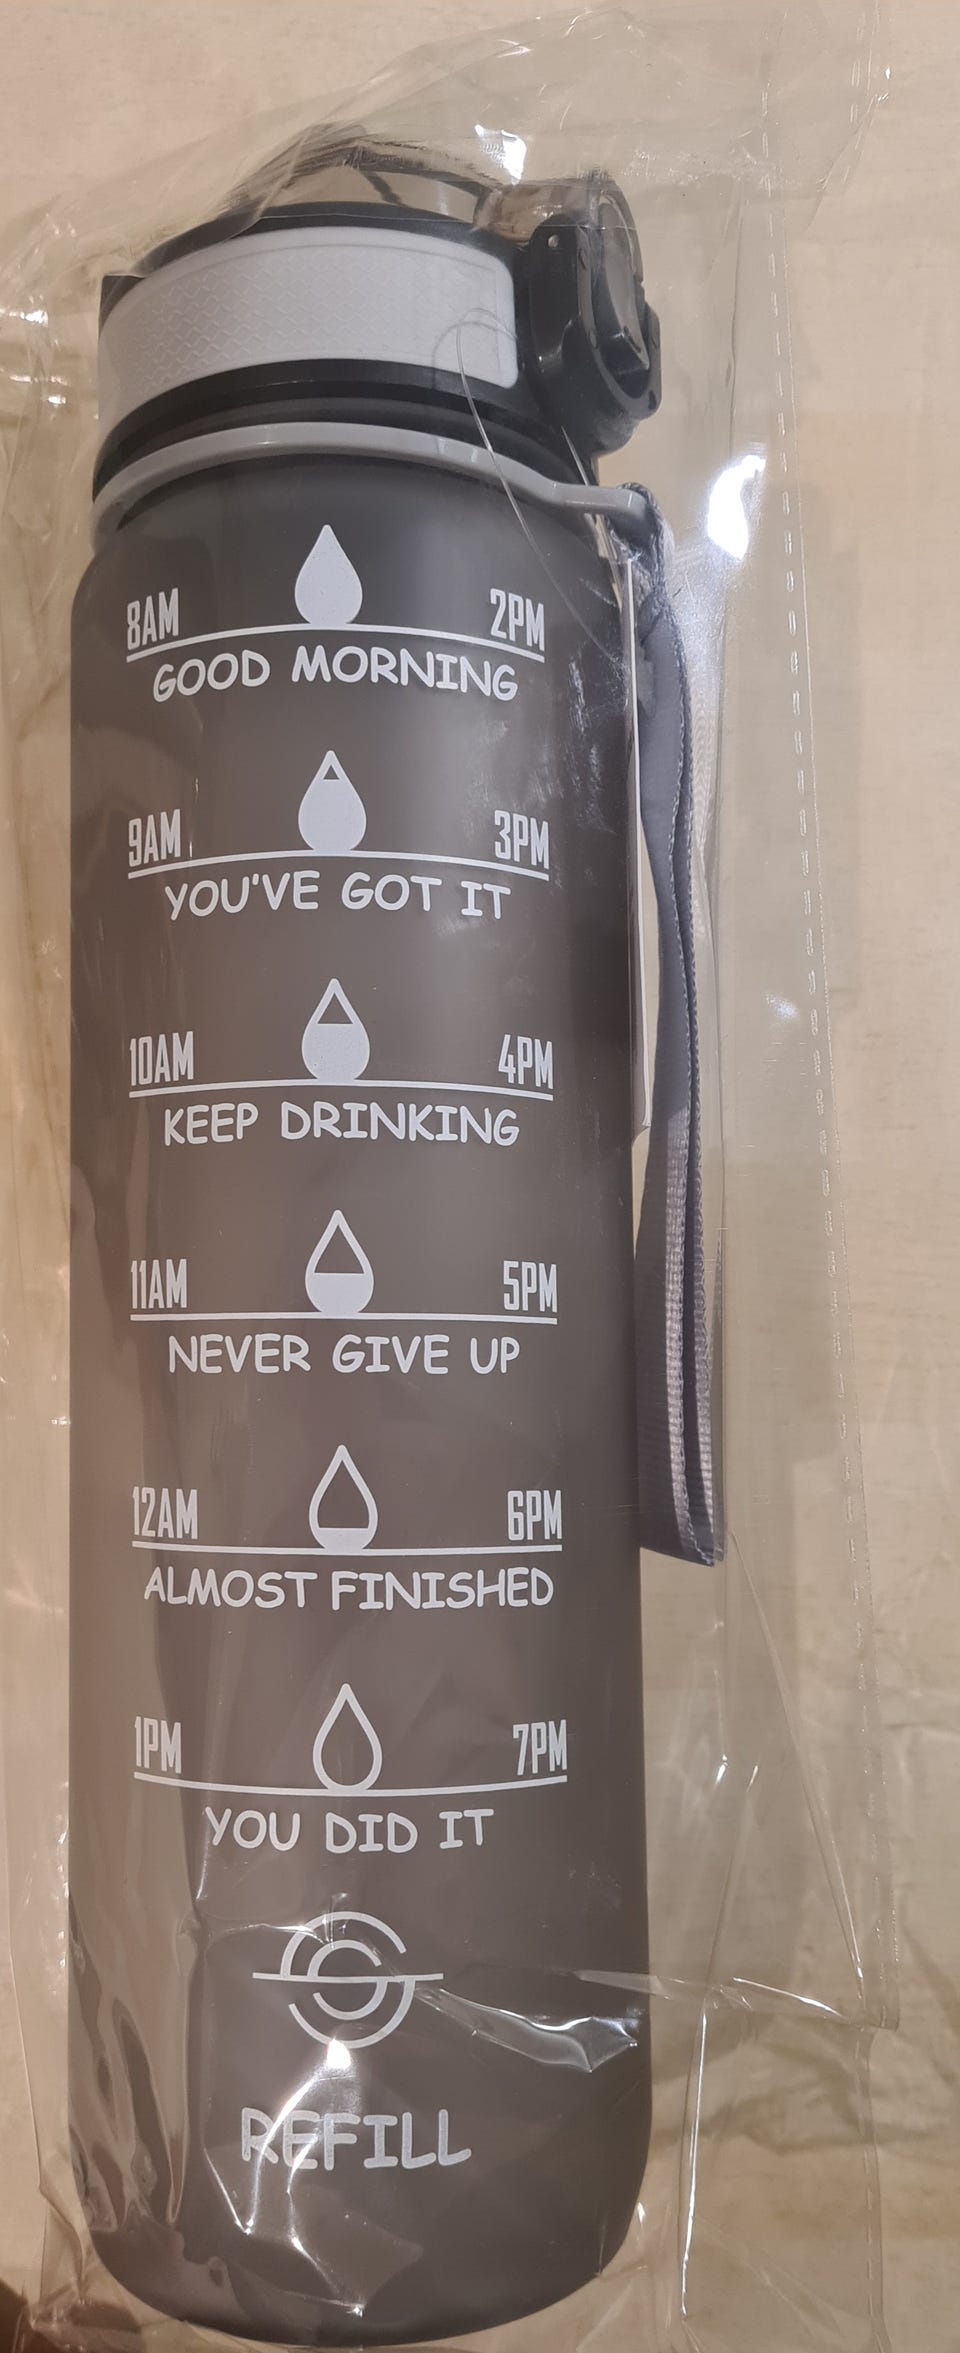 8AM 2PM
GOOD MORNING
9AM 3PM
YOU'VE GOT IT
10AM 4PM
KEEP DRINKING
11AM 5PM
NEVER GIVE UP
12AM 6PM
ALMOST FINISHED
1PM 7PM
YOU DID IT
REFILL